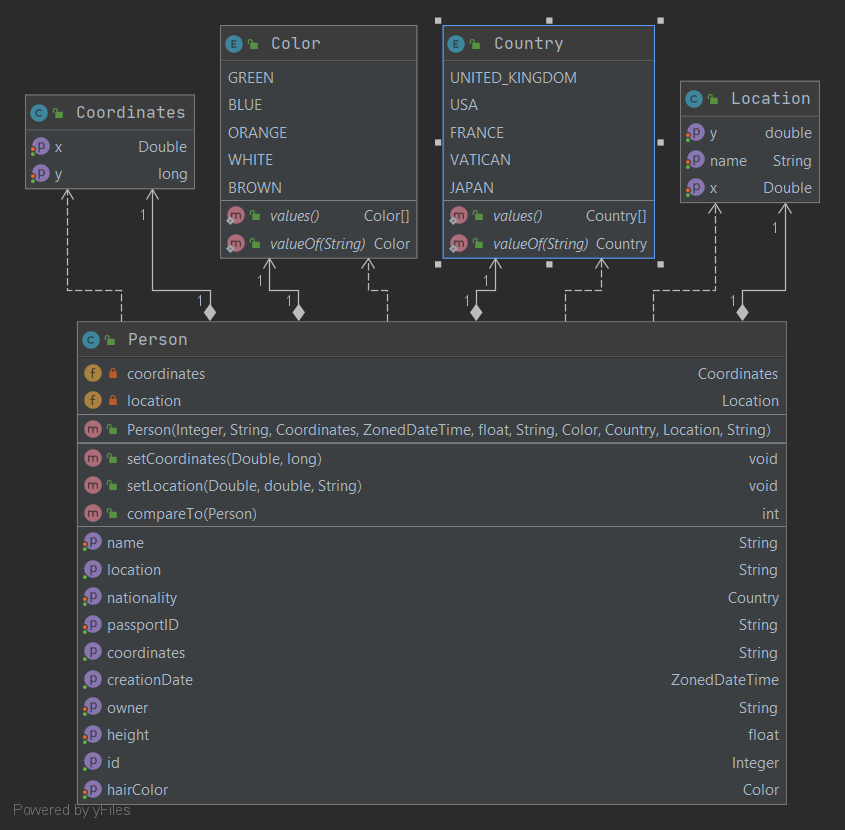 Color
GREEN
BLUE
ORANGE
WHITE
BROWN
values() Color[]
valueOf(String) Color
Country
UNITED_KINGDOM
USA
FRANCE
VATICAN
JAPAN
values() Country[]
valueOf(String) Country
Coordinates
x Double
y long
Location
y double
name String
x Double
1
1
1
1
1
1
1
1
Person
coordinates Coordinates
location Location
Person(Integer, String, Coordinates, ZonedDateTime, float, String, Color, Country, Location, String)
setCoordinates(Double, long) void
setLocation(Double, double, String) void
compareTo(Person) int
name String
location String
nationality Country
passportID String
coordinates String
creationDate ZonedDateTime
owner String
height float
id Integer
hairColor Color
Powered by yFiles